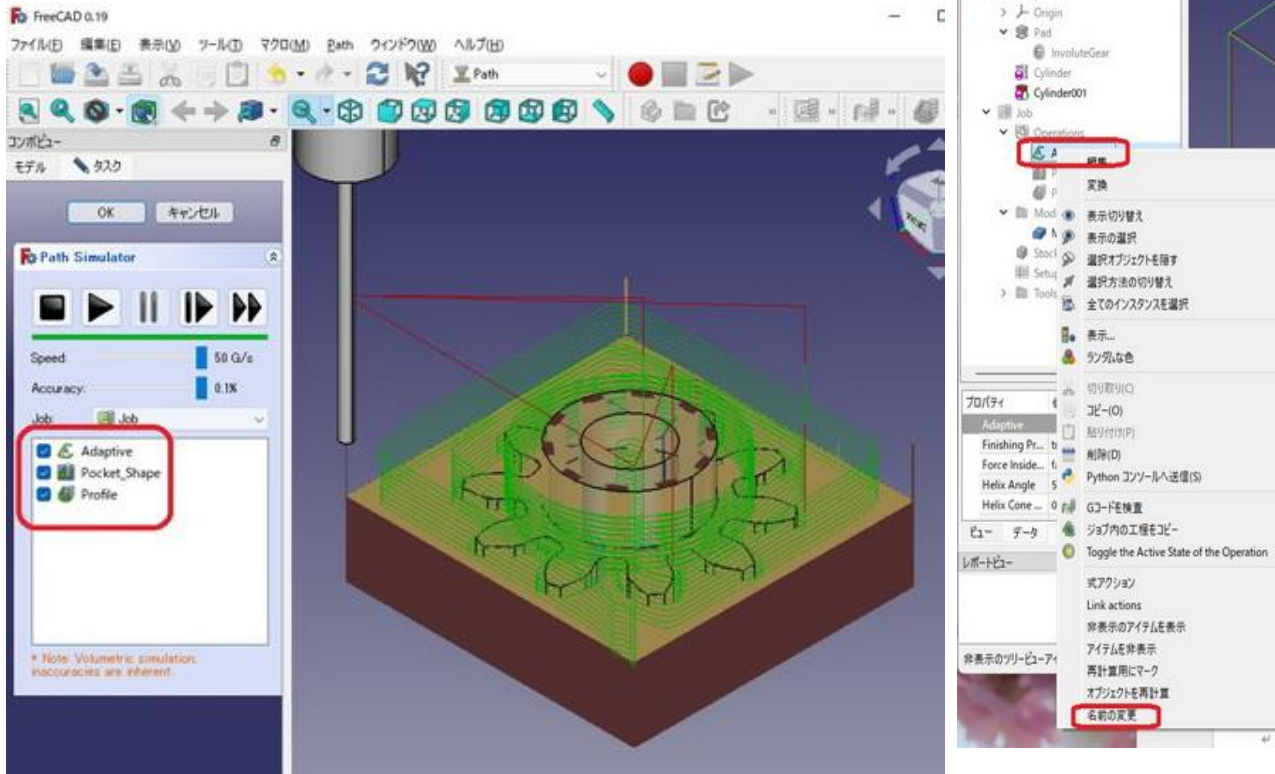 FreeCAD 0.19
ファイル(F) 編集(E) 表示(V) ツール(T) マクロ(M) Path ウィンドウ(W) ヘルプ(H)
Path
コンボビュー
モデル タスク
OK キャンセル
Path Simulator
Speed: 50 G/s
Accuracy: 0.1%
Job: Job
Adaptive
Pocket_Shape
Profile
* Note: Volumetric simulation,
inaccuracies are inherent.
Origin
Pad
InvoluteGear
Cylinder
Cylinder001
Job
Operations
A
編集
変換
表示切り替え
表示の選択
選択オブジェクトを隠す
選択方法の切り替え
全てのインスタンスを選択
表示...
ランダムな色
切り取り(C)
コピー(O)
貼り付け(P)
削除(D)
Python コンソールへ送信(S)
Gコードを検査
ジョブ内の工程をコピー
Toggle the Active State of the Operation
式アクション
Link actions
非表示のアイテムを表示
アイテムを非表示
再計算用にマーク
オブジェクトを再計算
名前の変更
Mod
Stock
Setu
Tools
プロパティ
Adaptive
Finishing Pr...
Force Inside...
Helix Angle 5
Helix Cone ... 0
ビュー データ
レポートビュー
非表示のツリービューア